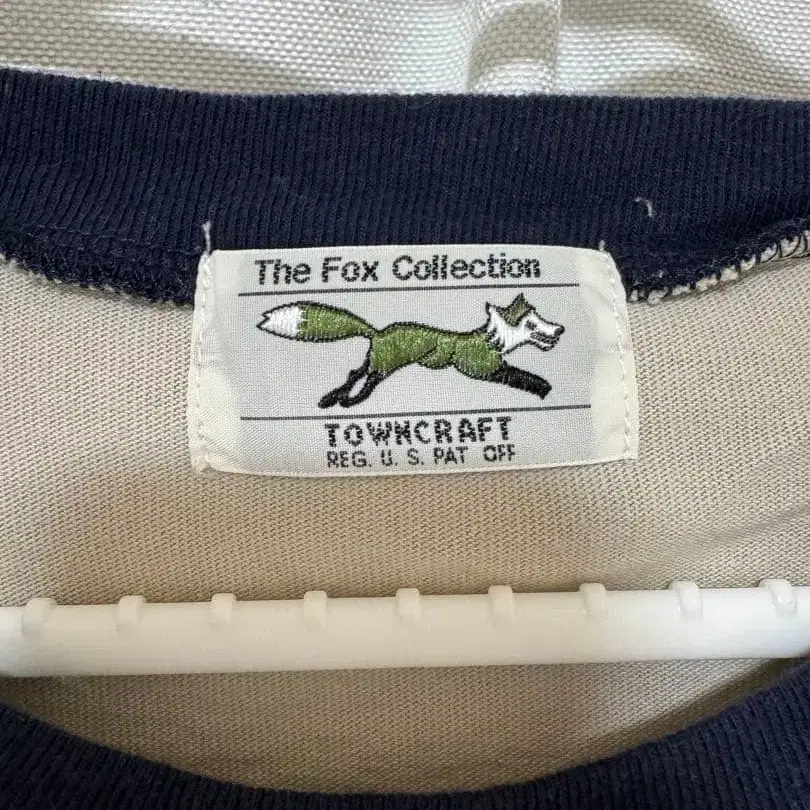 The Fox Collection
TOWNCRAFT
REG. U. S. PAT OFF